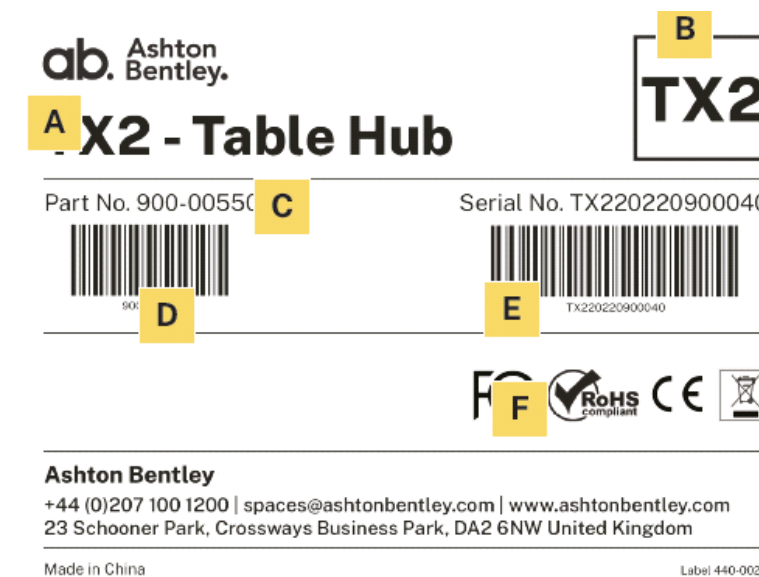 ab. Ashton
Bentley.
B
TX2
A
X2 - Table Hub
Part No. 900-00550
C
Serial No. TX220220900040
D
E
TX220220900040
F
RoHS
compliant
CE
Ashton Bentley
+44 (0)207 100 1200 | spaces@ashtonbentley.com | www.ashtonbentley.com
23 Schooner Park, Crossways Business Park, DA2 6NW United Kingdom
Made in China
Label 440-002